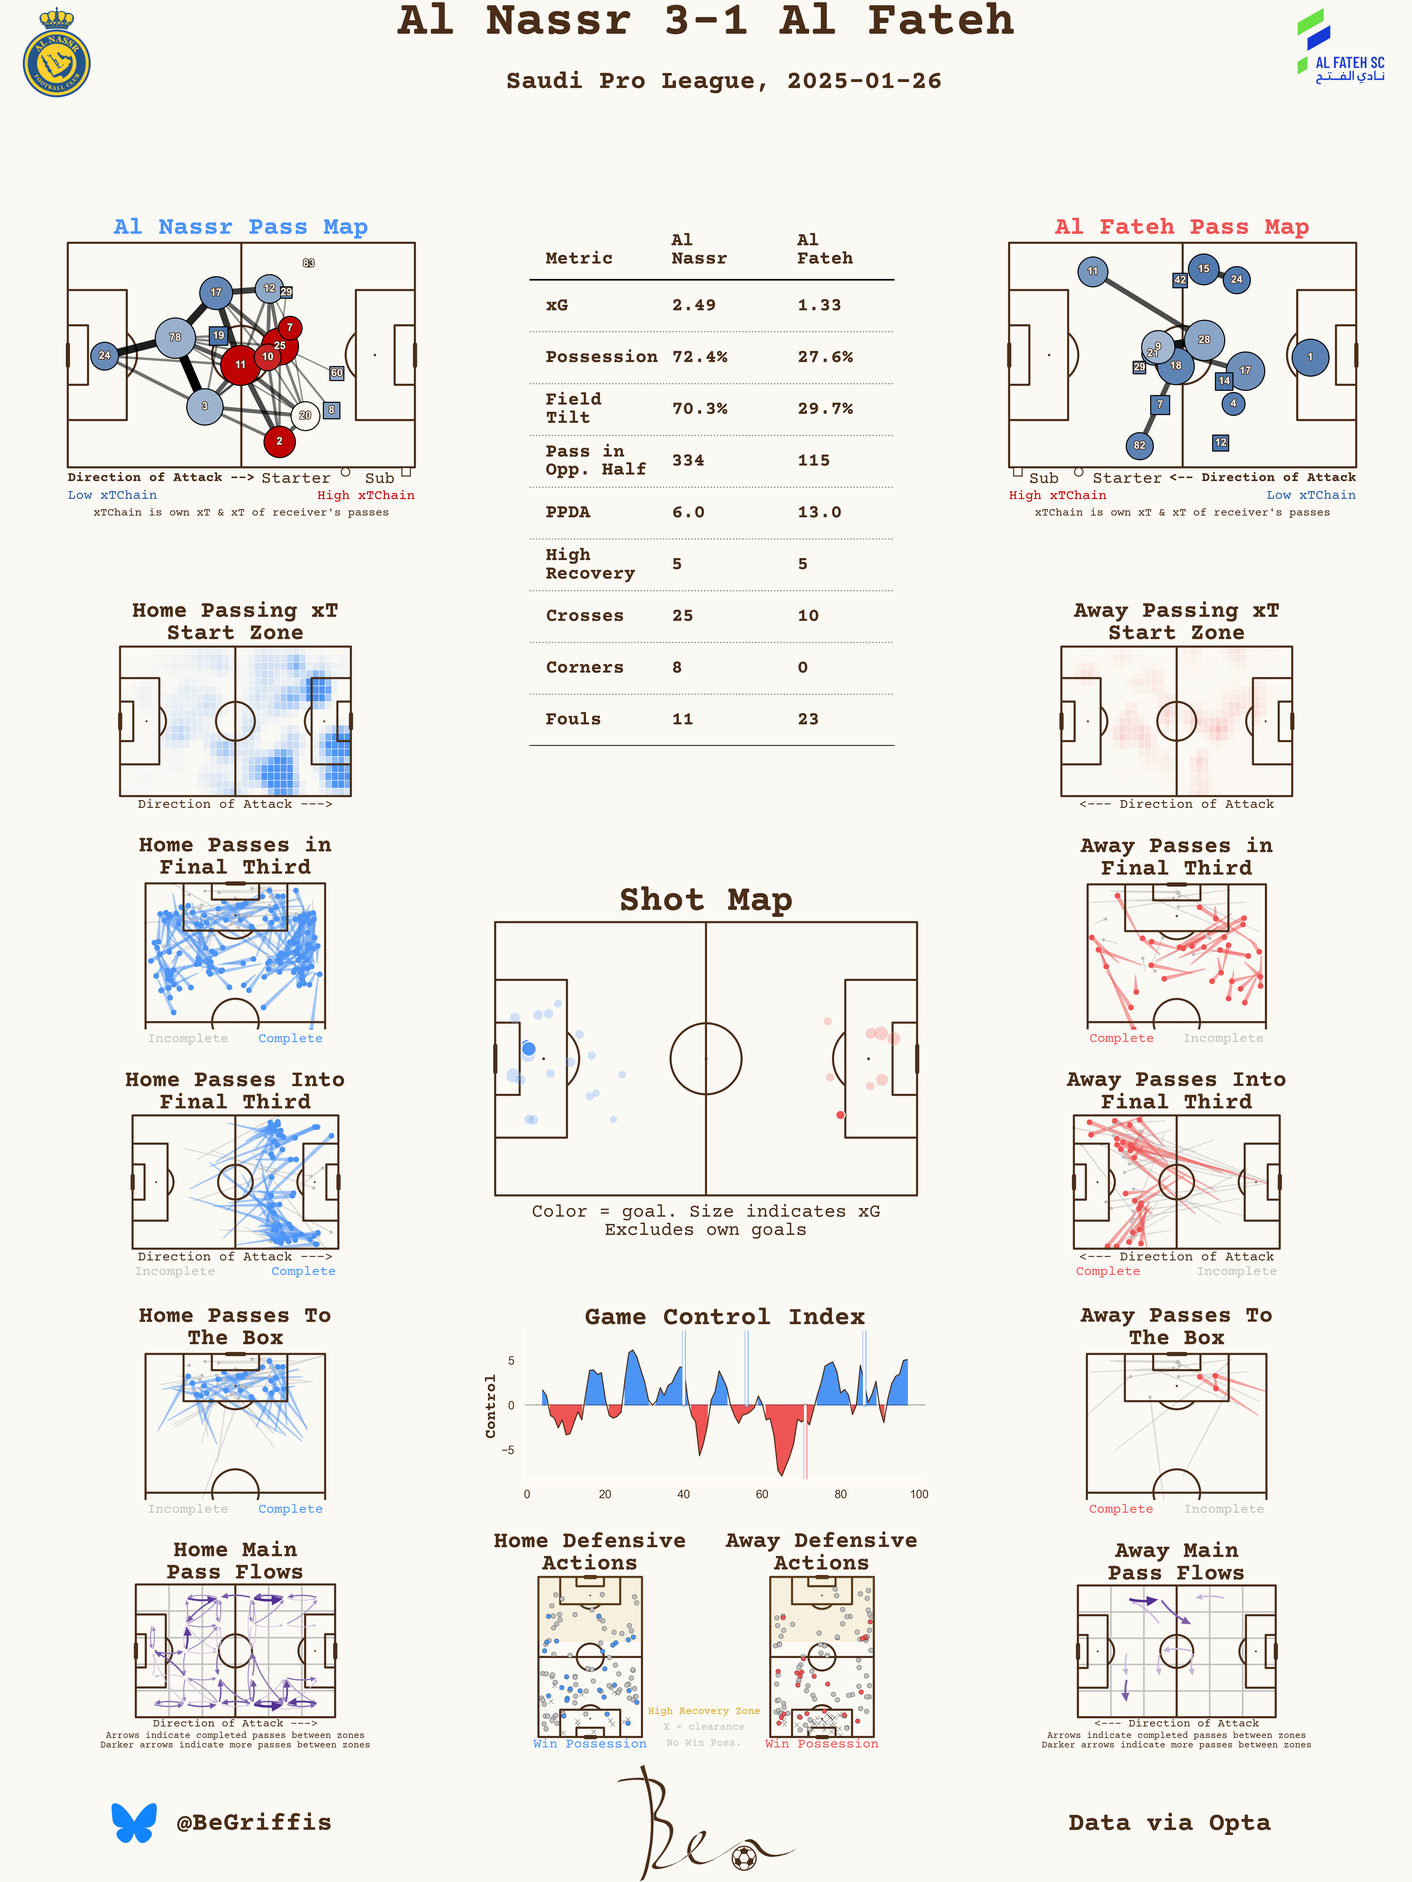 Al Nassr 3-1 Al Fateh
Saudi Pro League, 2025-01-26
AL NASSR
FOOTBALL CLUB
AL FATEH SC
نادي الفتح
Al Nassr Pass Map
83
17
12
29
7
78
19
25
24
10
11
60
3
20
8
2
Direction of Attack --> Starter Sub
Low xTChain High xTChain
xTChain is own xT & xT of receiver's passes
Metric Al Nassr Al Fateh
xG 2.49 1.33
Possession 72.4% 27.6%
Field Tilt 70.3% 29.7%
Pass in Opp. Half 334 115
PPDA 6.0 13.0
High Recovery 5 5
Crosses 25 10
Corners 8 0
Fouls 11 23
Al Fateh Pass Map
11
42
15
24
9
21
28
1
29
18
17
14
7
4
82
12
Sub Starter <-- Direction of Attack
High xTChain Low xTChain
xTChain is own xT & xT of receiver's passes
Home Passing xT
Start Zone
Direction of Attack --->
Away Passing xT
Start Zone
<--- Direction of Attack
Home Passes in
Final Third
Incomplete Complete
Away Passes in
Final Third
Complete Incomplete
Shot Map
Color = goal. Size indicates xG
Excludes own goals
Home Passes Into
Final Third
Direction of Attack --->
Incomplete Complete
Away Passes Into
Final Third
<--- Direction of Attack
Complete Incomplete
Home Passes To
The Box
Incomplete Complete
Game Control Index
Control
5
0
−5
0 20 40 60 80 100
Away Passes To
The Box
Complete Incomplete
Home Main
Pass Flows
Direction of Attack --->
Arrows indicate completed passes between zones
Darker arrows indicate more passes between zones
Home Defensive
Actions
Win Possession
Away Defensive
Actions
Win Possession
High Recovery Zone
X = clearance
No Win Poss.
Away Main
Pass Flows
<--- Direction of Attack
Arrows indicate completed passes between zones
Darker arrows indicate more passes between zones
@BeGriffis
Ben
Data via Opta